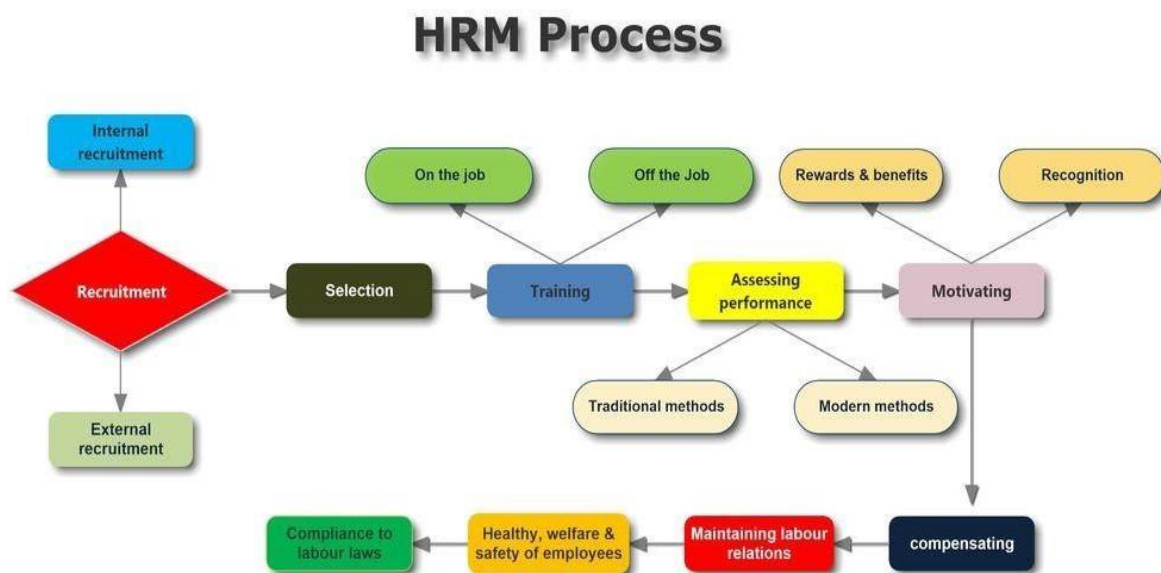 HRM Process
Internal
recruitment
On the job
Off the Job
Rewards & benefits
Recognition
Recruitment
Selection
Training
Assessing
performance
Motivating
Traditional methods
Modern methods
External
recruitment
Compliance to
labour laws
Healthy, welfare &
safety of employees
Maintaining labour
relations
compensating